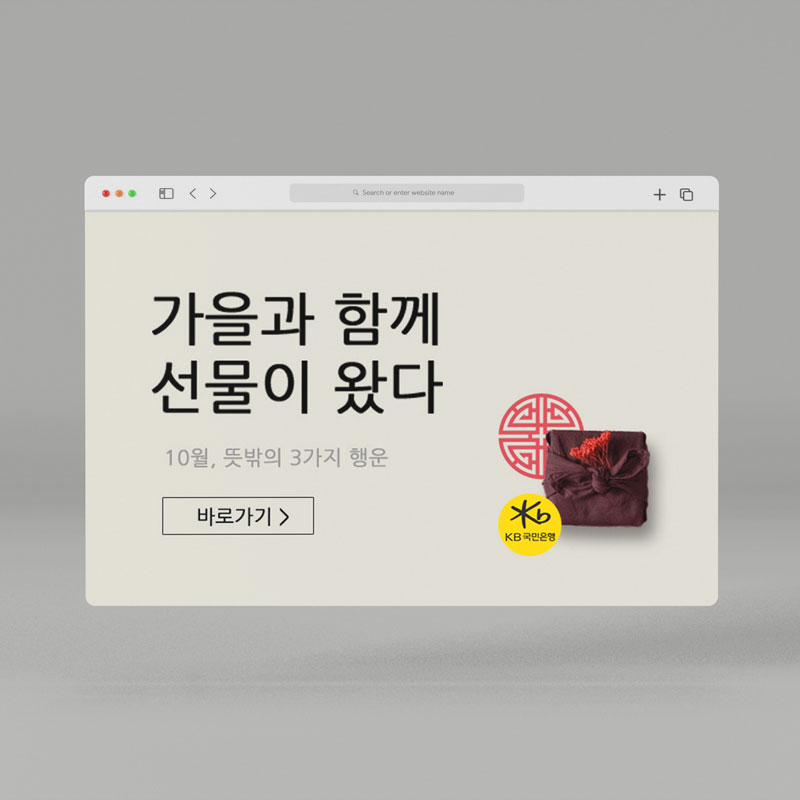 Search or enter website name
가을과 함께
선물이 왔다
10월, 뜻밖의 3가지 행운
바로가기 >
Kb
KB국민은행